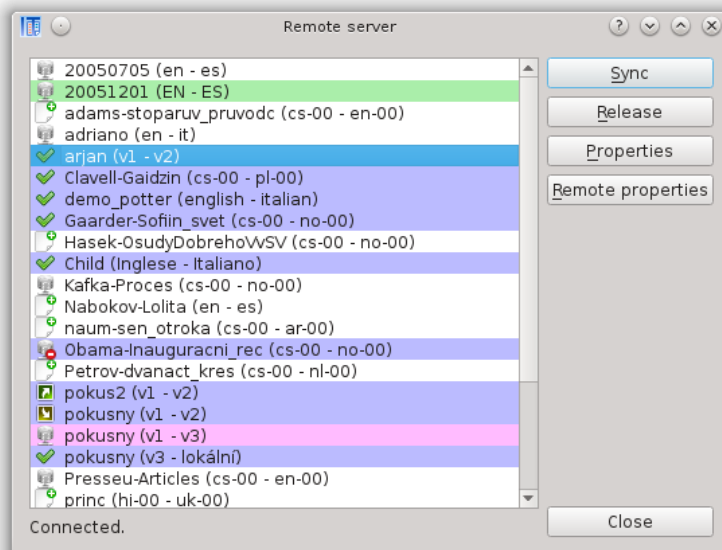 Remote server
20050705 (en - es)
20051201 (EN - ES)
adams-stoparuv_pruvodc (cs-00 - en-00)
adriano (en - it)
arjan (v1 - v2)
Clavell-Gaidzin (cs-00 - pl-00)
demo_potter (english - italian)
Gaarder-Sofiin_svet (cs-00 - no-00)
Hasek-OsudyDobrehoVvSV (cs-00 - no-00)
Child (Inglese - Italiano)
Kafka-Proces (cs-00 - no-00)
Nabokov-Lolita (en - es)
naum-sen_otroka (cs-00 - ar-00)
Obama-Inauguracni_rec (cs-00 - no-00)
Petrov-dvanact_kres (cs-00 - nl-00)
pokus2 (v1 - v2)
pokusny (v1 - v2)
pokusny (v1 - v3)
pokusny (v3 - lokální)
Presseu-Articles (cs-00 - en-00)
princ (hi-00 - uk-00)
Connected.
Sync
Release
Properties
Remote properties
Close